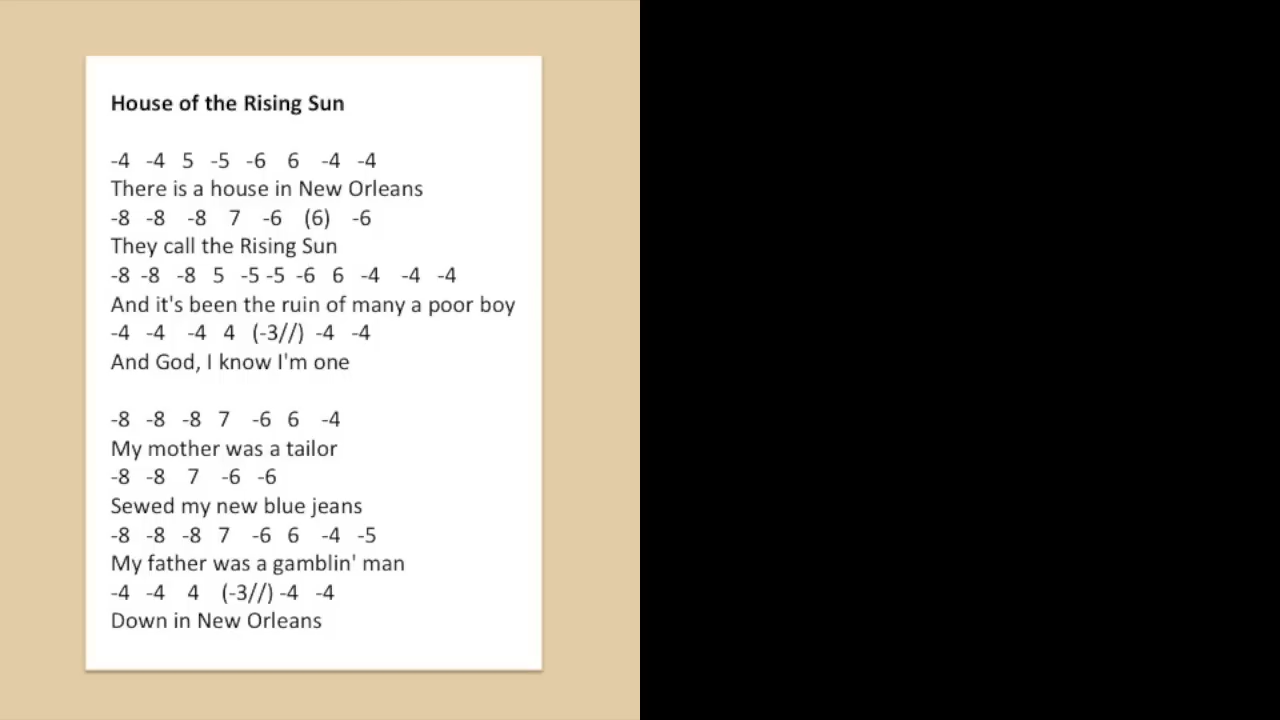 House of the Rising Sun
-4 -4 5 -5 -6 6 -4 -4
There is a house in New Orleans
-8 -8 -8 7 -6 (6) -6
They call the Rising Sun
-8 -8 -8 5 -5 -5 -6 6 -4 -4 -4
And it's been the ruin of many a poor boy
-4 -4 -4 4 (-3//) -4 -4
And God, I know I'm one
-8 -8 -8 7 -6 6 -4
My mother was a tailor
-8 -8 7 -6 -6
Sewed my new blue jeans
-8 -8 -8 7 -6 6 -4 -5
My father was a gamblin' man
-4 -4 4 (-3//) -4 -4
Down in New Orleans